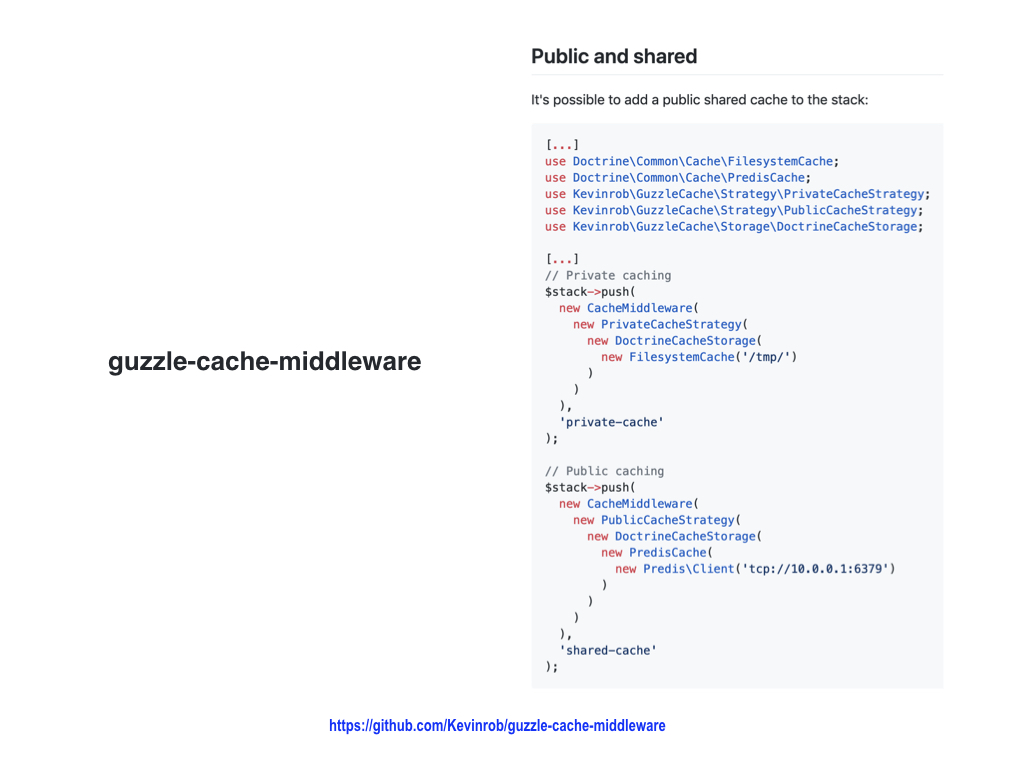 guzzle-cache-middleware
Public and shared
It's possible to add a public shared cache to the stack:
[...]
use Doctrine\Common\Cache\FilesystemCache;
use Doctrine\Common\Cache\PredisCache;
use Kevinrob\GuzzleCache\Strategy\PrivateCacheStrategy;
use Kevinrob\GuzzleCache\Strategy\PublicCacheStrategy;
use Kevinrob\GuzzleCache\Storage\DoctrineCacheStorage;

[...]
// Private caching
$stack->push(
  new CacheMiddleware(
    new PrivateCacheStrategy(
      new DoctrineCacheStorage(
        new FilesystemCache('/tmp/')
      )
    )
  ),
  'private-cache'
);

// Public caching
$stack->push(
  new CacheMiddleware(
    new PublicCacheStrategy(
      new DoctrineCacheStorage(
        new PredisCache(
          new Predis\Client('tcp://10.0.0.1:6379')
        )
      )
    )
  ),
  'shared-cache'
);
https://github.com/Kevinrob/guzzle-cache-middleware